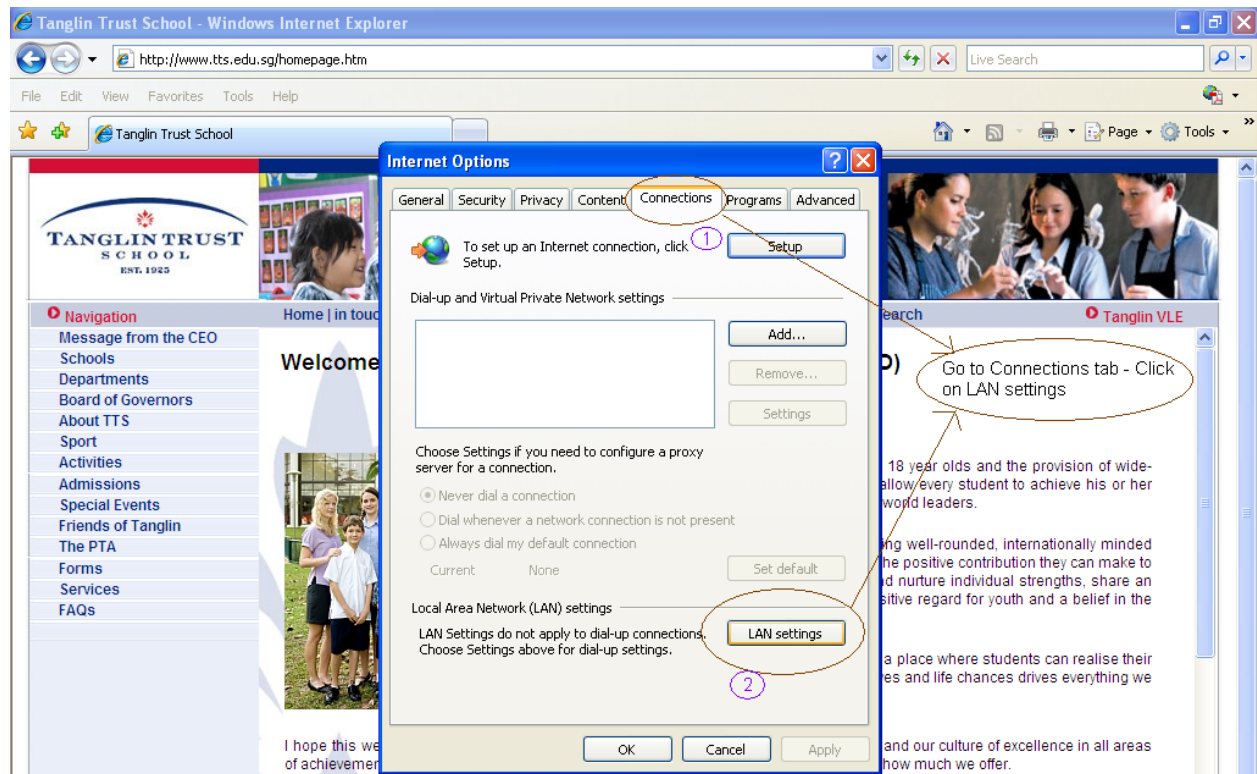 Tanglin Trust School - Windows Internet Explorer
http://www.tts.edu.sg/homepage.htm
Live Search
File Edit View Favorites Tools Help
Tanglin Trust School
Page Tools
Internet Options
General Security Privacy Content Connections Programs Advanced
1
To set up an Internet connection, click
Setup.
Setup
Dial-up and Virtual Private Network settings
Add...
Remove...
Settings
Choose Settings if you need to configure a proxy
server for a connection.
Never dial a connection
Dial whenever a network connection is not present
Always dial my default connection
Current None
Set default
Local Area Network (LAN) settings
LAN Settings do not apply to dial-up connections.
Choose Settings above for dial-up settings.
LAN settings
2
OK Cancel Apply
Go to Connections tab - Click
on LAN settings
TANGLIN TRUST
SCHOOL
EST. 1925
Navigation
Message from the CEO
Schools
Departments
Board of Governors
About TTS
Sport
Activities
Admissions
Special Events
Friends of Tanglin
The PTA
Forms
Services
FAQs
Home | in touc
Tanglin VLE
Welcome
18 year olds and the provision of wide-
allow every student to achieve his or her
world leaders.
well-rounded, internationally minded
the positive contribution they can make to
nurture individual strengths, share an
regard for youth and a belief in the
a place where students can realise their
and life chances drives everything we
I hope this we
of achievemen
and our culture of excellence in all areas
how much we offer.